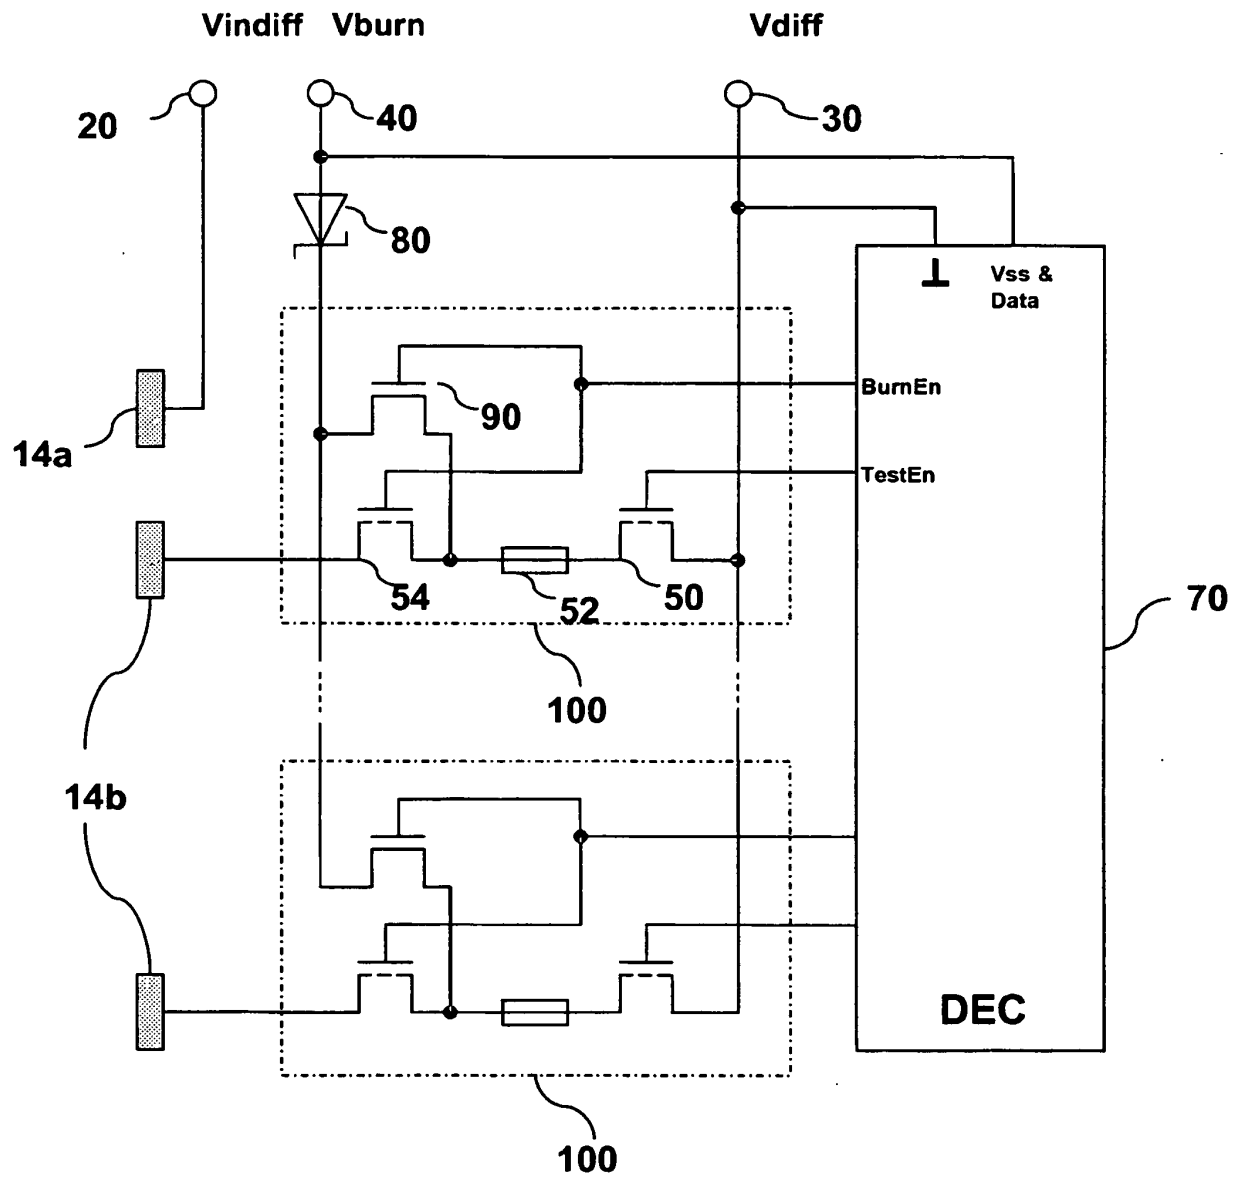 Vindiff Vburn Vdiff
20 40 30
80
Vss &
Data
BurnEn
90
14a
TestEn
54 52 50
70
100
14b
DEC
100